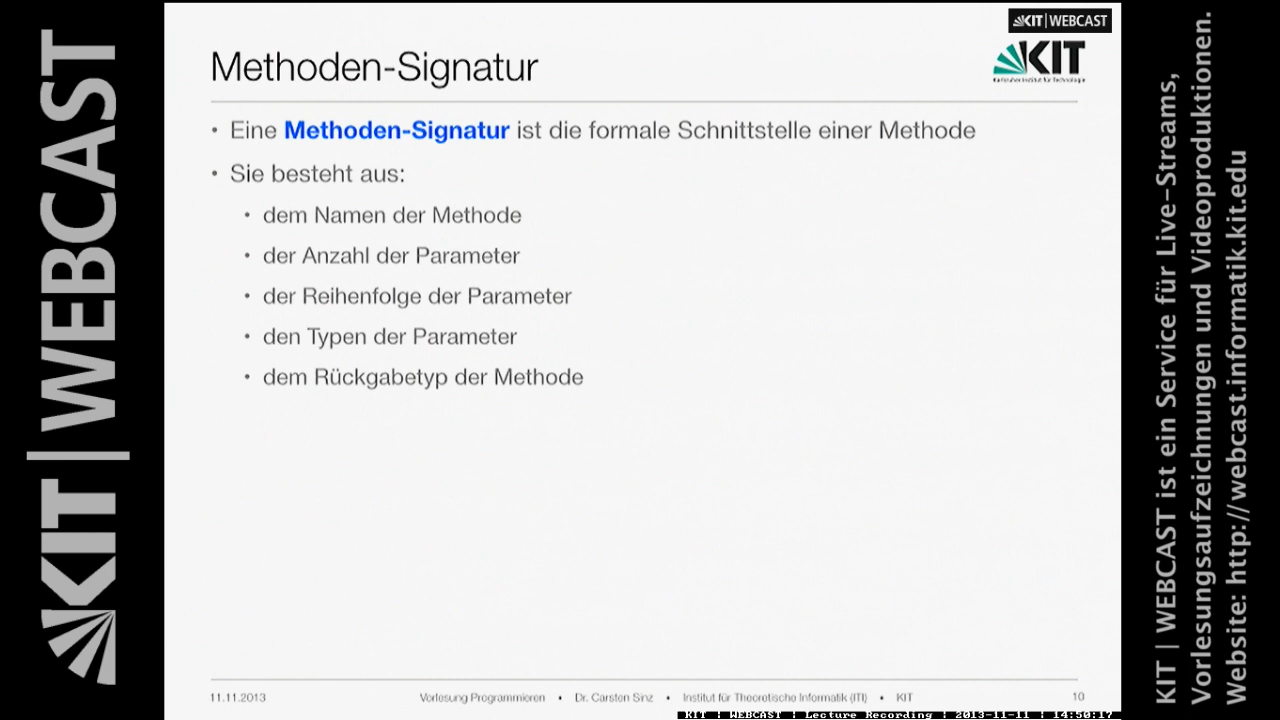 KIT | WEBCAST
KIT | WEBCAST
KIT
Karlsruher Institut für Technologie
Methoden-Signatur
• Eine Methoden-Signatur ist die formale Schnittstelle einer Methode
• Sie besteht aus:
• dem Namen der Methode
• der Anzahl der Parameter
• der Reihenfolge der Parameter
• den Typen der Parameter
• dem Rückgabetyp der Methode
11.11.2013 Vorlesung Programmieren • Dr. Carsten Sinz • Institut für Theoretische Informatik (ITI) • KIT 10
KIT | WEBCAST | Lecture Recording | 2013-11-11 | 14:50:17
KIT | WEBCAST ist ein Service für Live-Streams,
Vorlesungsaufzeichnungen und Videoproduktionen.
Website: http://webcast.informatik.kit.edu